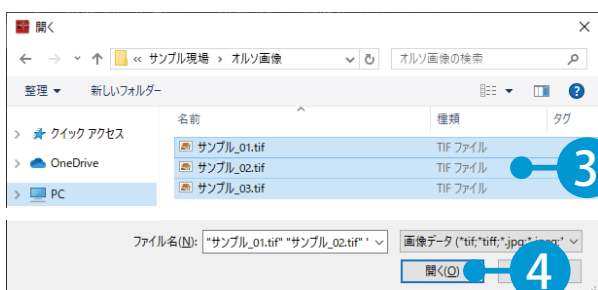 開く
« サンプル現場 › オルソ画像
オルソ画像の検索
整理 新しいフォルダー
名前 種類 タグ
クイック アクセス
サンプル_01.tif TIF ファイル
OneDrive
サンプル_02.tif TIF ファイル
3
PC
サンプル_03.tif TIF ファイル
ファイル名(N): "サンプル_01.tif" "サンプル_02.tif" " 画像データ (*tif;*tiff;*.jpg;*.jpeg;*
開く(O)
4